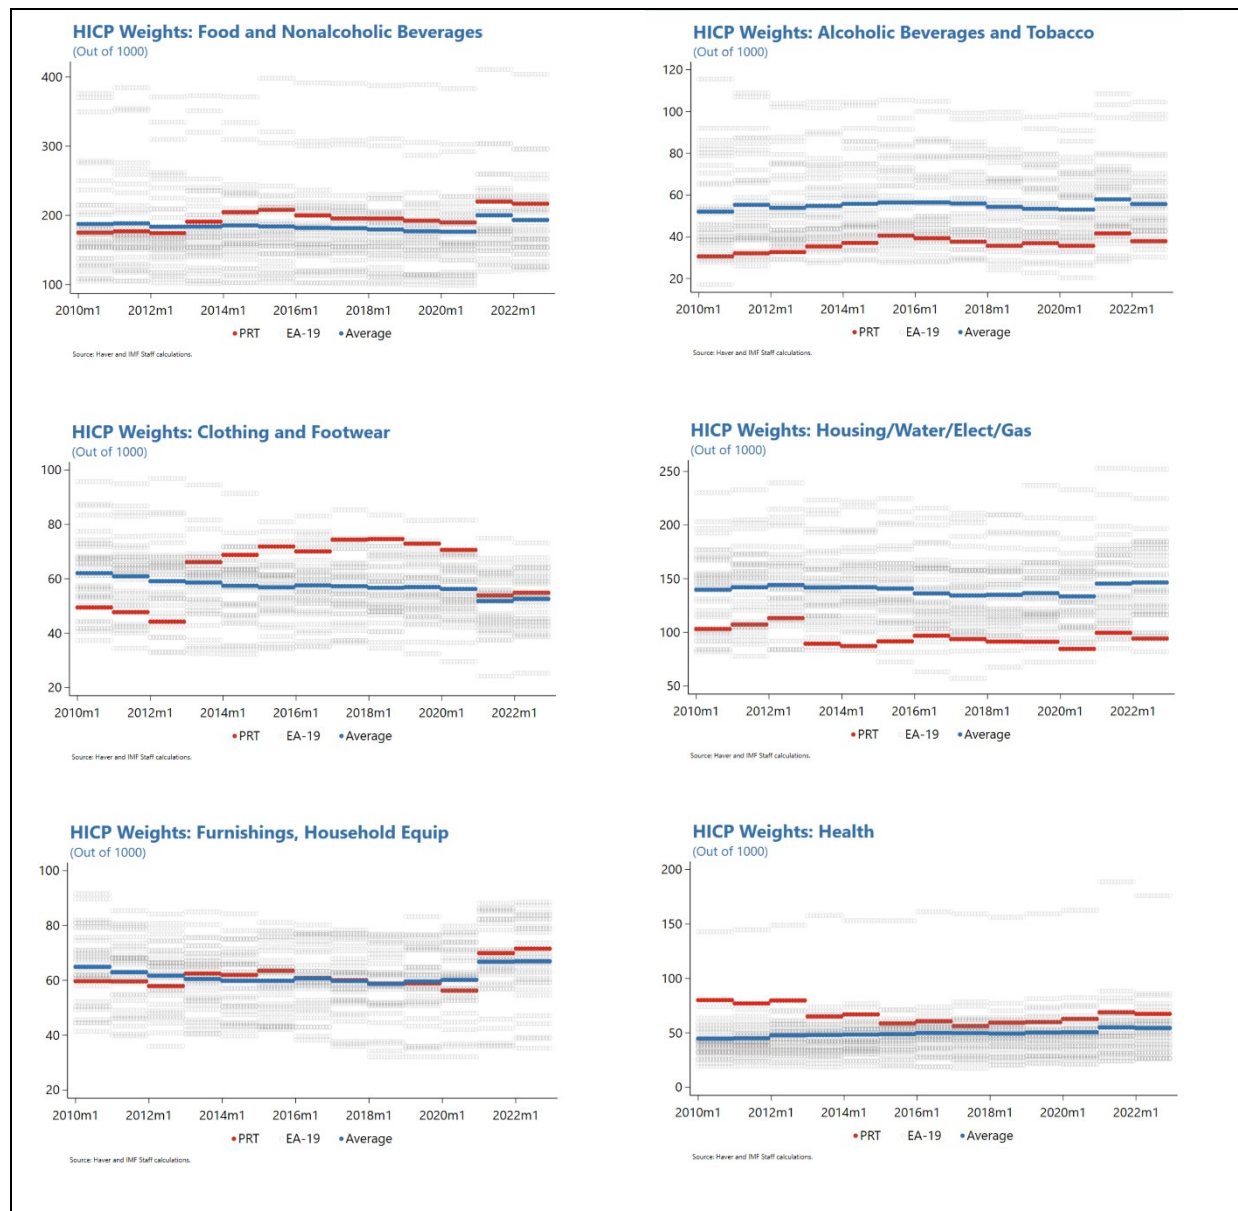 HICP Weights: Food and Nonalcoholic Beverages
(Out of 1000)
400
300
200
100
2010m1 2012m1 2014m1 2016m1 2018m1 2020m1 2022m1
PRT EA-19 Average
Source: Haver and IMF Staff calculations.
HICP Weights: Alcoholic Beverages and Tobacco
(Out of 1000)
120
100
80
60
40
20
2010m1 2012m1 2014m1 2016m1 2018m1 2020m1 2022m1
PRT EA-19 Average
Source: Haver and IMF Staff calculations.
HICP Weights: Clothing and Footwear
(Out of 1000)
100
80
60
40
20
2010m1 2012m1 2014m1 2016m1 2018m1 2020m1 2022m1
PRT EA-19 Average
Source: Haver and IMF Staff calculations.
HICP Weights: Housing/Water/Elect/Gas
(Out of 1000)
250
200
150
100
50
2010m1 2012m1 2014m1 2016m1 2018m1 2020m1 2022m1
PRT EA-19 Average
Source: Haver and IMF Staff calculations.
HICP Weights: Furnishings, Household Equip
(Out of 1000)
100
80
60
40
20
2010m1 2012m1 2014m1 2016m1 2018m1 2020m1 2022m1
PRT EA-19 Average
Source: Haver and IMF Staff calculations.
HICP Weights: Health
(Out of 1000)
200
150
100
50
0
2010m1 2012m1 2014m1 2016m1 2018m1 2020m1 2022m1
PRT EA-19 Average
Source: Haver and IMF Staff calculations.